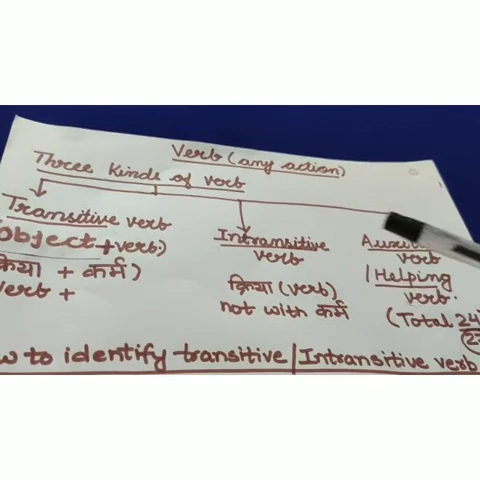 Verb (any action)
Three kinds of verb
Transitive verb
object + verb)
क्रिया + कर्म)
verb +
Intransitive
verb
क्रिया (verb)
not with कर्म
verb
/Helping
verb.
(Total 24
to identify transitive / Intransitive verb